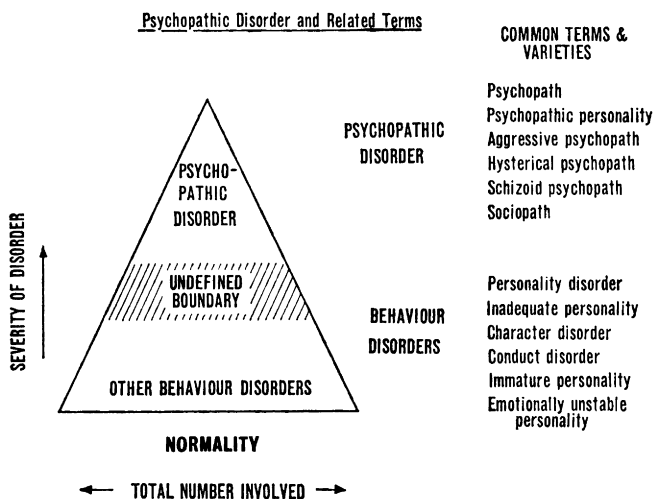 Psychopathic Disorder and Related Terms
COMMON TERMS &
VARIETIES
Psychopath
Psychopathic personality
Aggressive psychopath
Hysterical psychopath
Schizoid psychopath
Sociopath
PSYCHOPATHIC
DISORDER
PSYCHO-
PATHIC
DISORDER
SEVERITY OF DISORDER
UNDEFINED
BOUNDARY
BEHAVIOUR
DISORDERS
Personality disorder
Inadequate personality
Character disorder
Conduct disorder
Immature personality
Emotionally unstable
personality
OTHER BEHAVIOUR DISORDERS
NORMALITY
TOTAL NUMBER INVOLVED